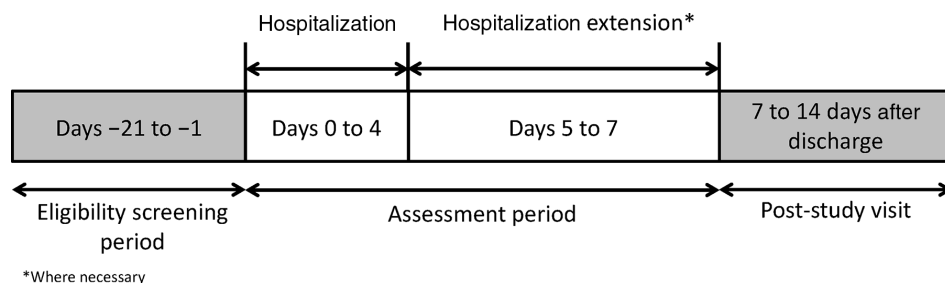 Hospitalization
Hospitalization extension*
Days −21 to −1
Days 0 to 4
Days 5 to 7
7 to 14 days after
discharge
Eligibility screening
period
Assessment period
Post-study visit
*Where necessary